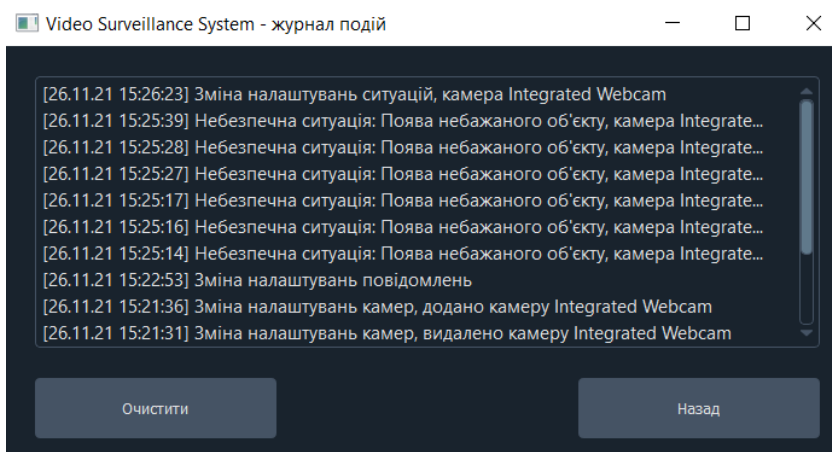 Video Surveillance System - журнал подій
[26.11.21 15:26:23] Зміна налаштувань ситуацій, камера Integrated Webcam
[26.11.21 15:25:39] Небезпечна ситуація: Поява небажаного об'єкту, камера Integrate...
[26.11.21 15:25:28] Небезпечна ситуація: Поява небажаного об'єкту, камера Integrate...
[26.11.21 15:25:27] Небезпечна ситуація: Поява небажаного об'єкту, камера Integrate...
[26.11.21 15:25:17] Небезпечна ситуація: Поява небажаного об'єкту, камера Integrate...
[26.11.21 15:25:16] Небезпечна ситуація: Поява небажаного об'єкту, камера Integrate...
[26.11.21 15:25:14] Небезпечна ситуація: Поява небажаного об'єкту, камера Integrate...
[26.11.21 15:22:53] Зміна налаштувань повідомлень
[26.11.21 15:21:36] Зміна налаштувань камер, додано камеру Integrated Webcam
[26.11.21 15:21:31] Зміна налаштувань камер, видалено камеру Integrated Webcam
Очистити
Назад